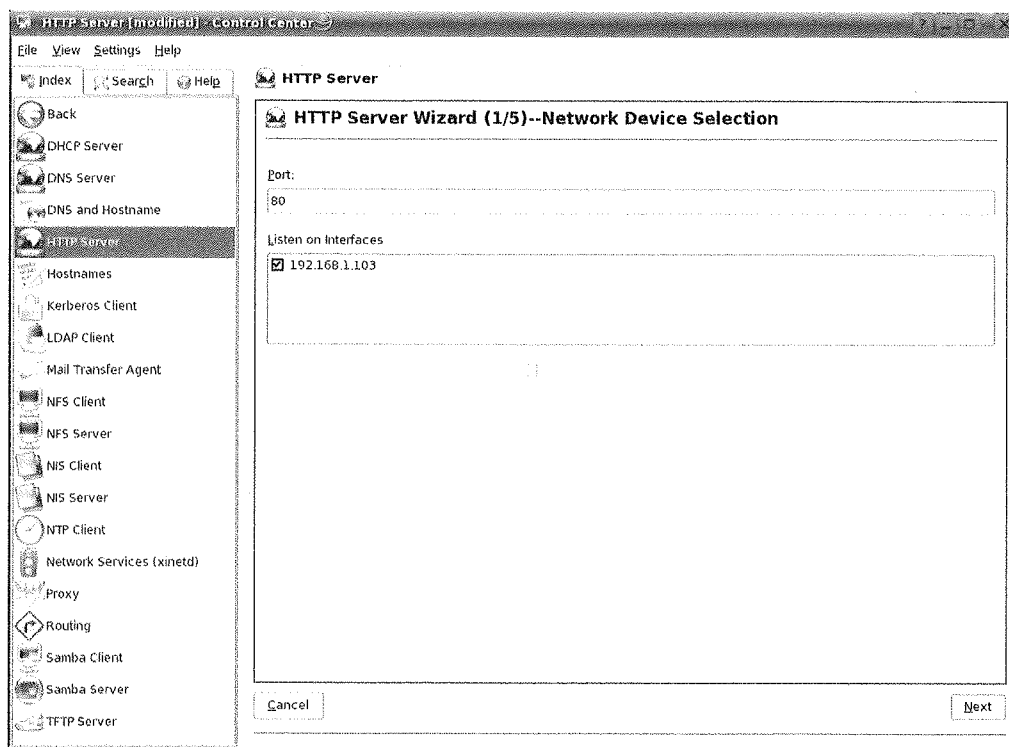 HTTP Server [modified] - Control Center
File View Settings Help
Index Search Help
Back
DHCP Server
DNS Server
DNS and Hostname
HTTP Server
Hostnames
Kerberos Client
LDAP Client
Mail Transfer Agent
NFS Client
NFS Server
NIS Client
NIS Server
NTP Client
Network Services (xinetd)
Proxy
Routing
Samba Client
Samba Server
TFTP Server
HTTP Server
HTTP Server Wizard (1/5)--Network Device Selection
Port:
80
Listen on Interfaces
192.168.1.103
Cancel
Next